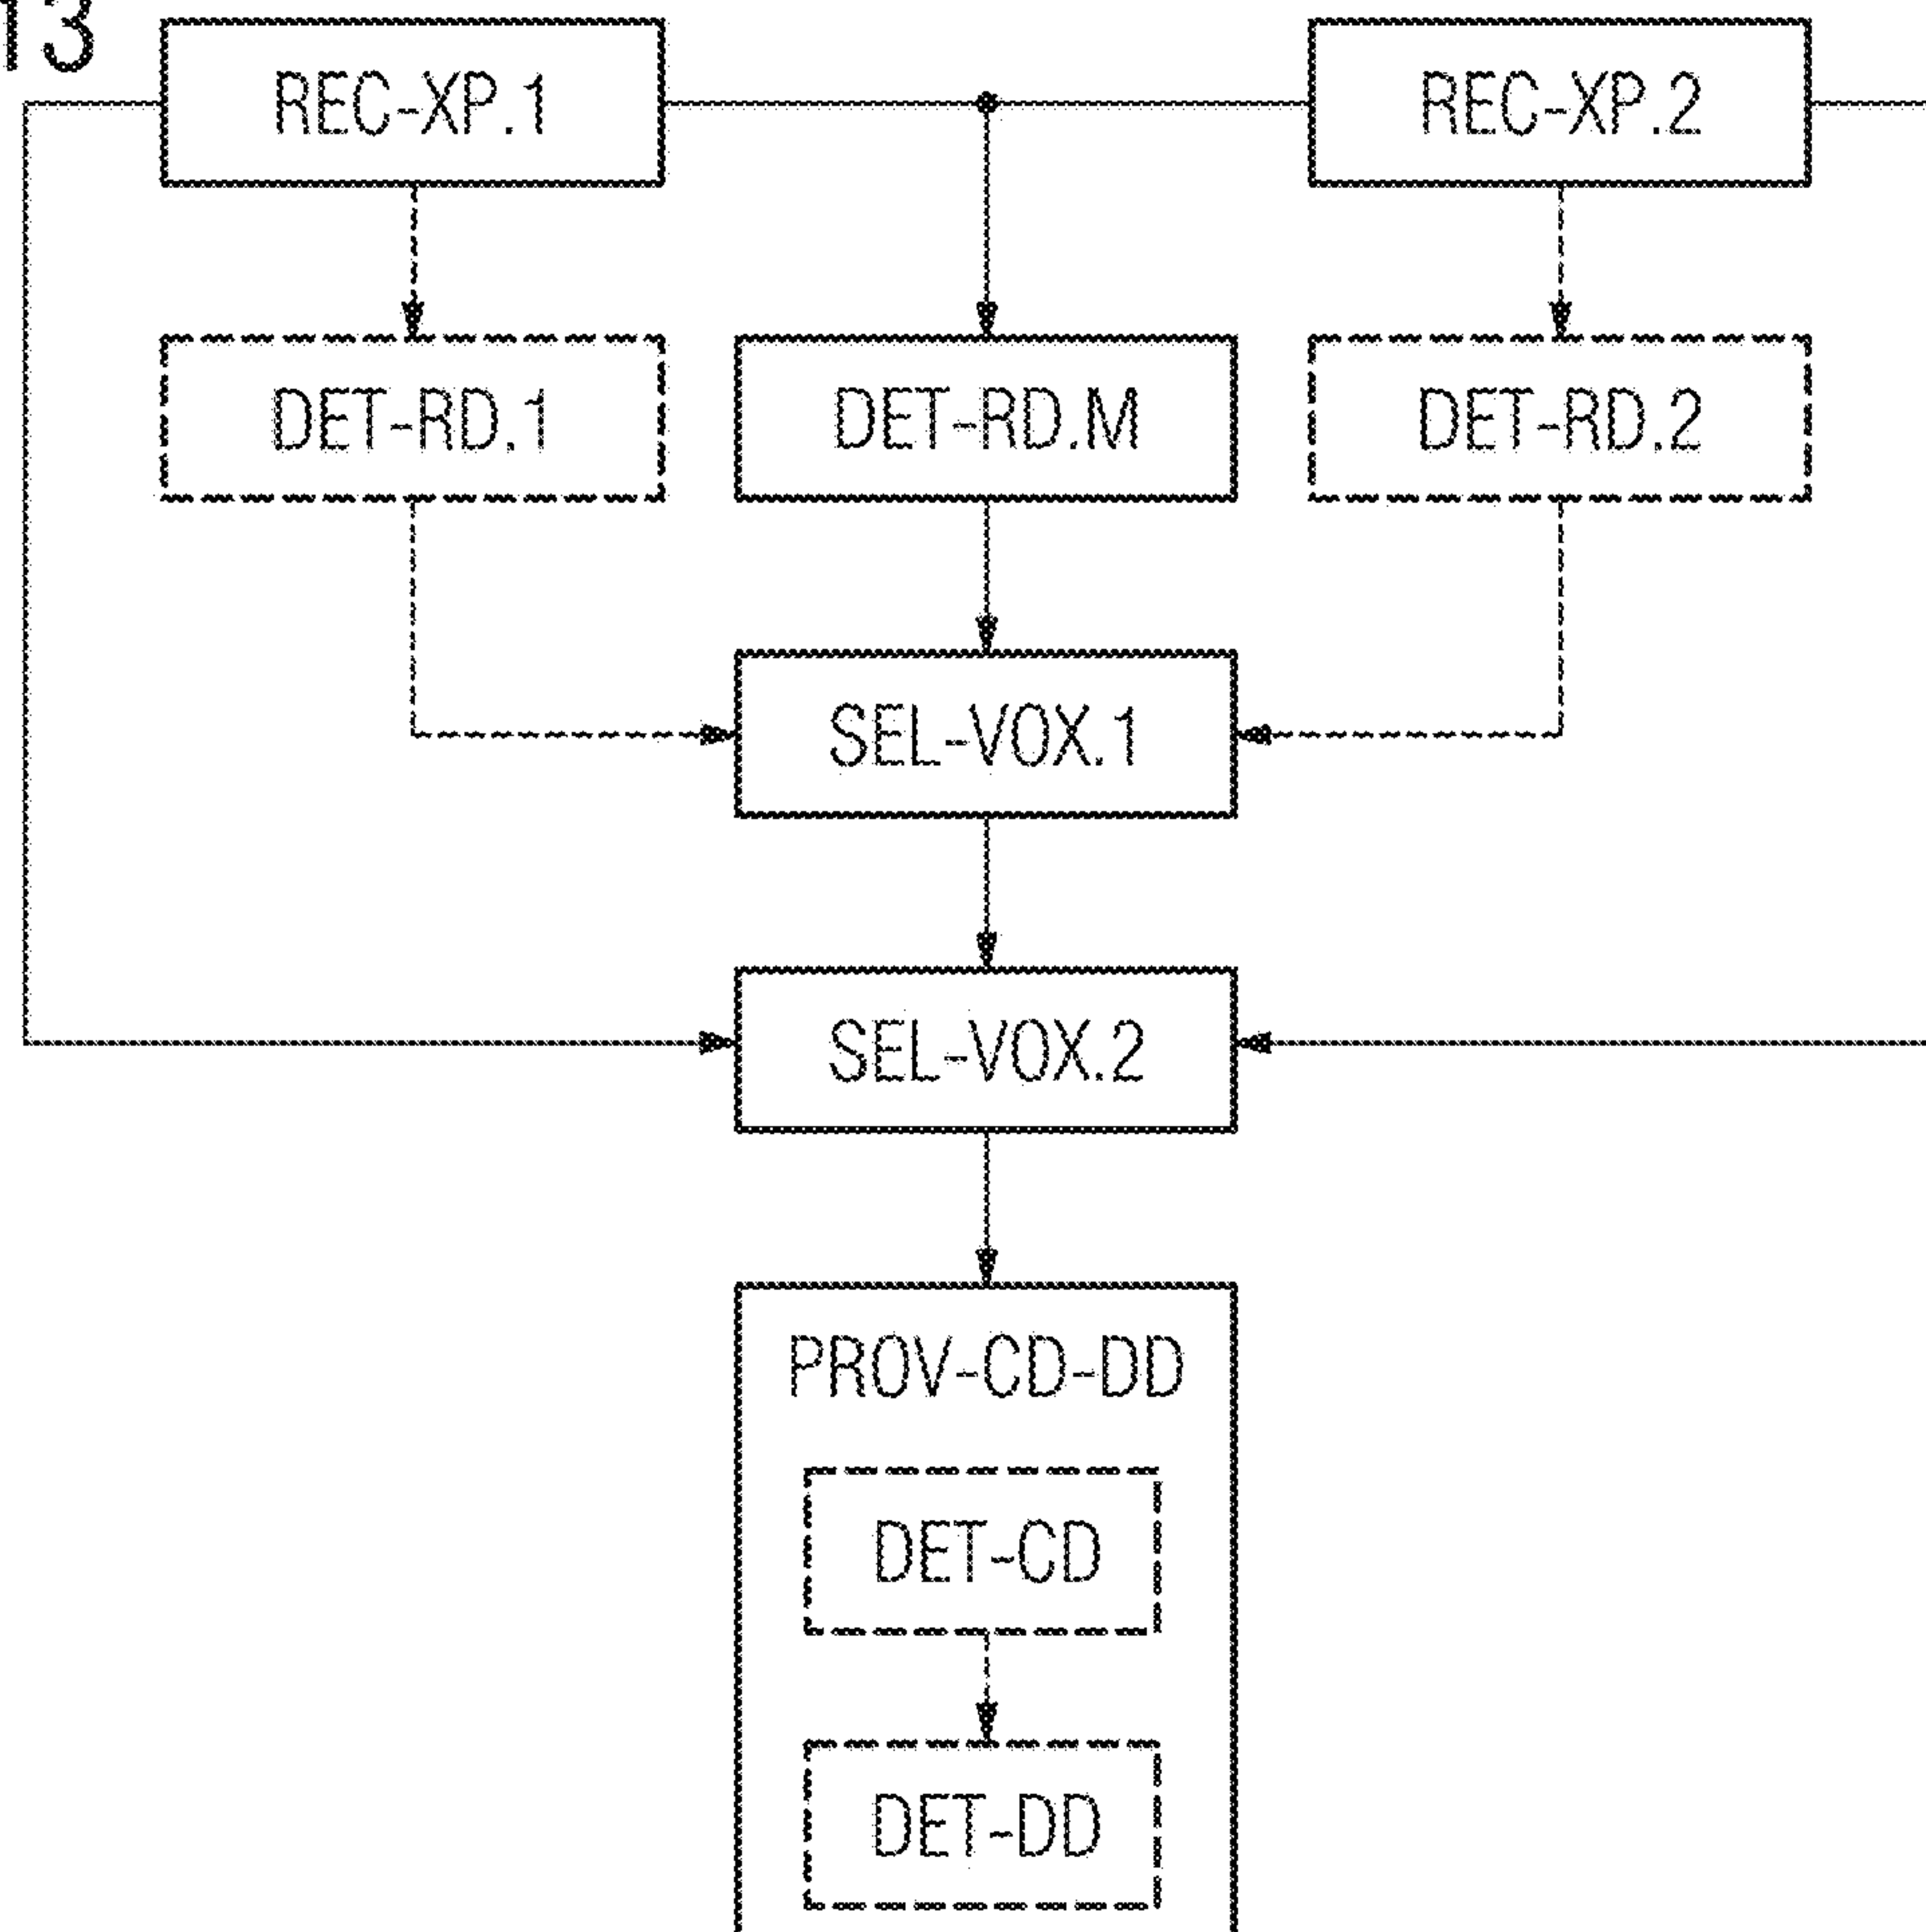 13
REC-XP.1
REC-XP.2
DET-RD.1
DET-RD.M
DET-RD.2
SEL-VOX.1
SEL-VOX.2
PROV-CD-DD
DET-CD
DET-DD